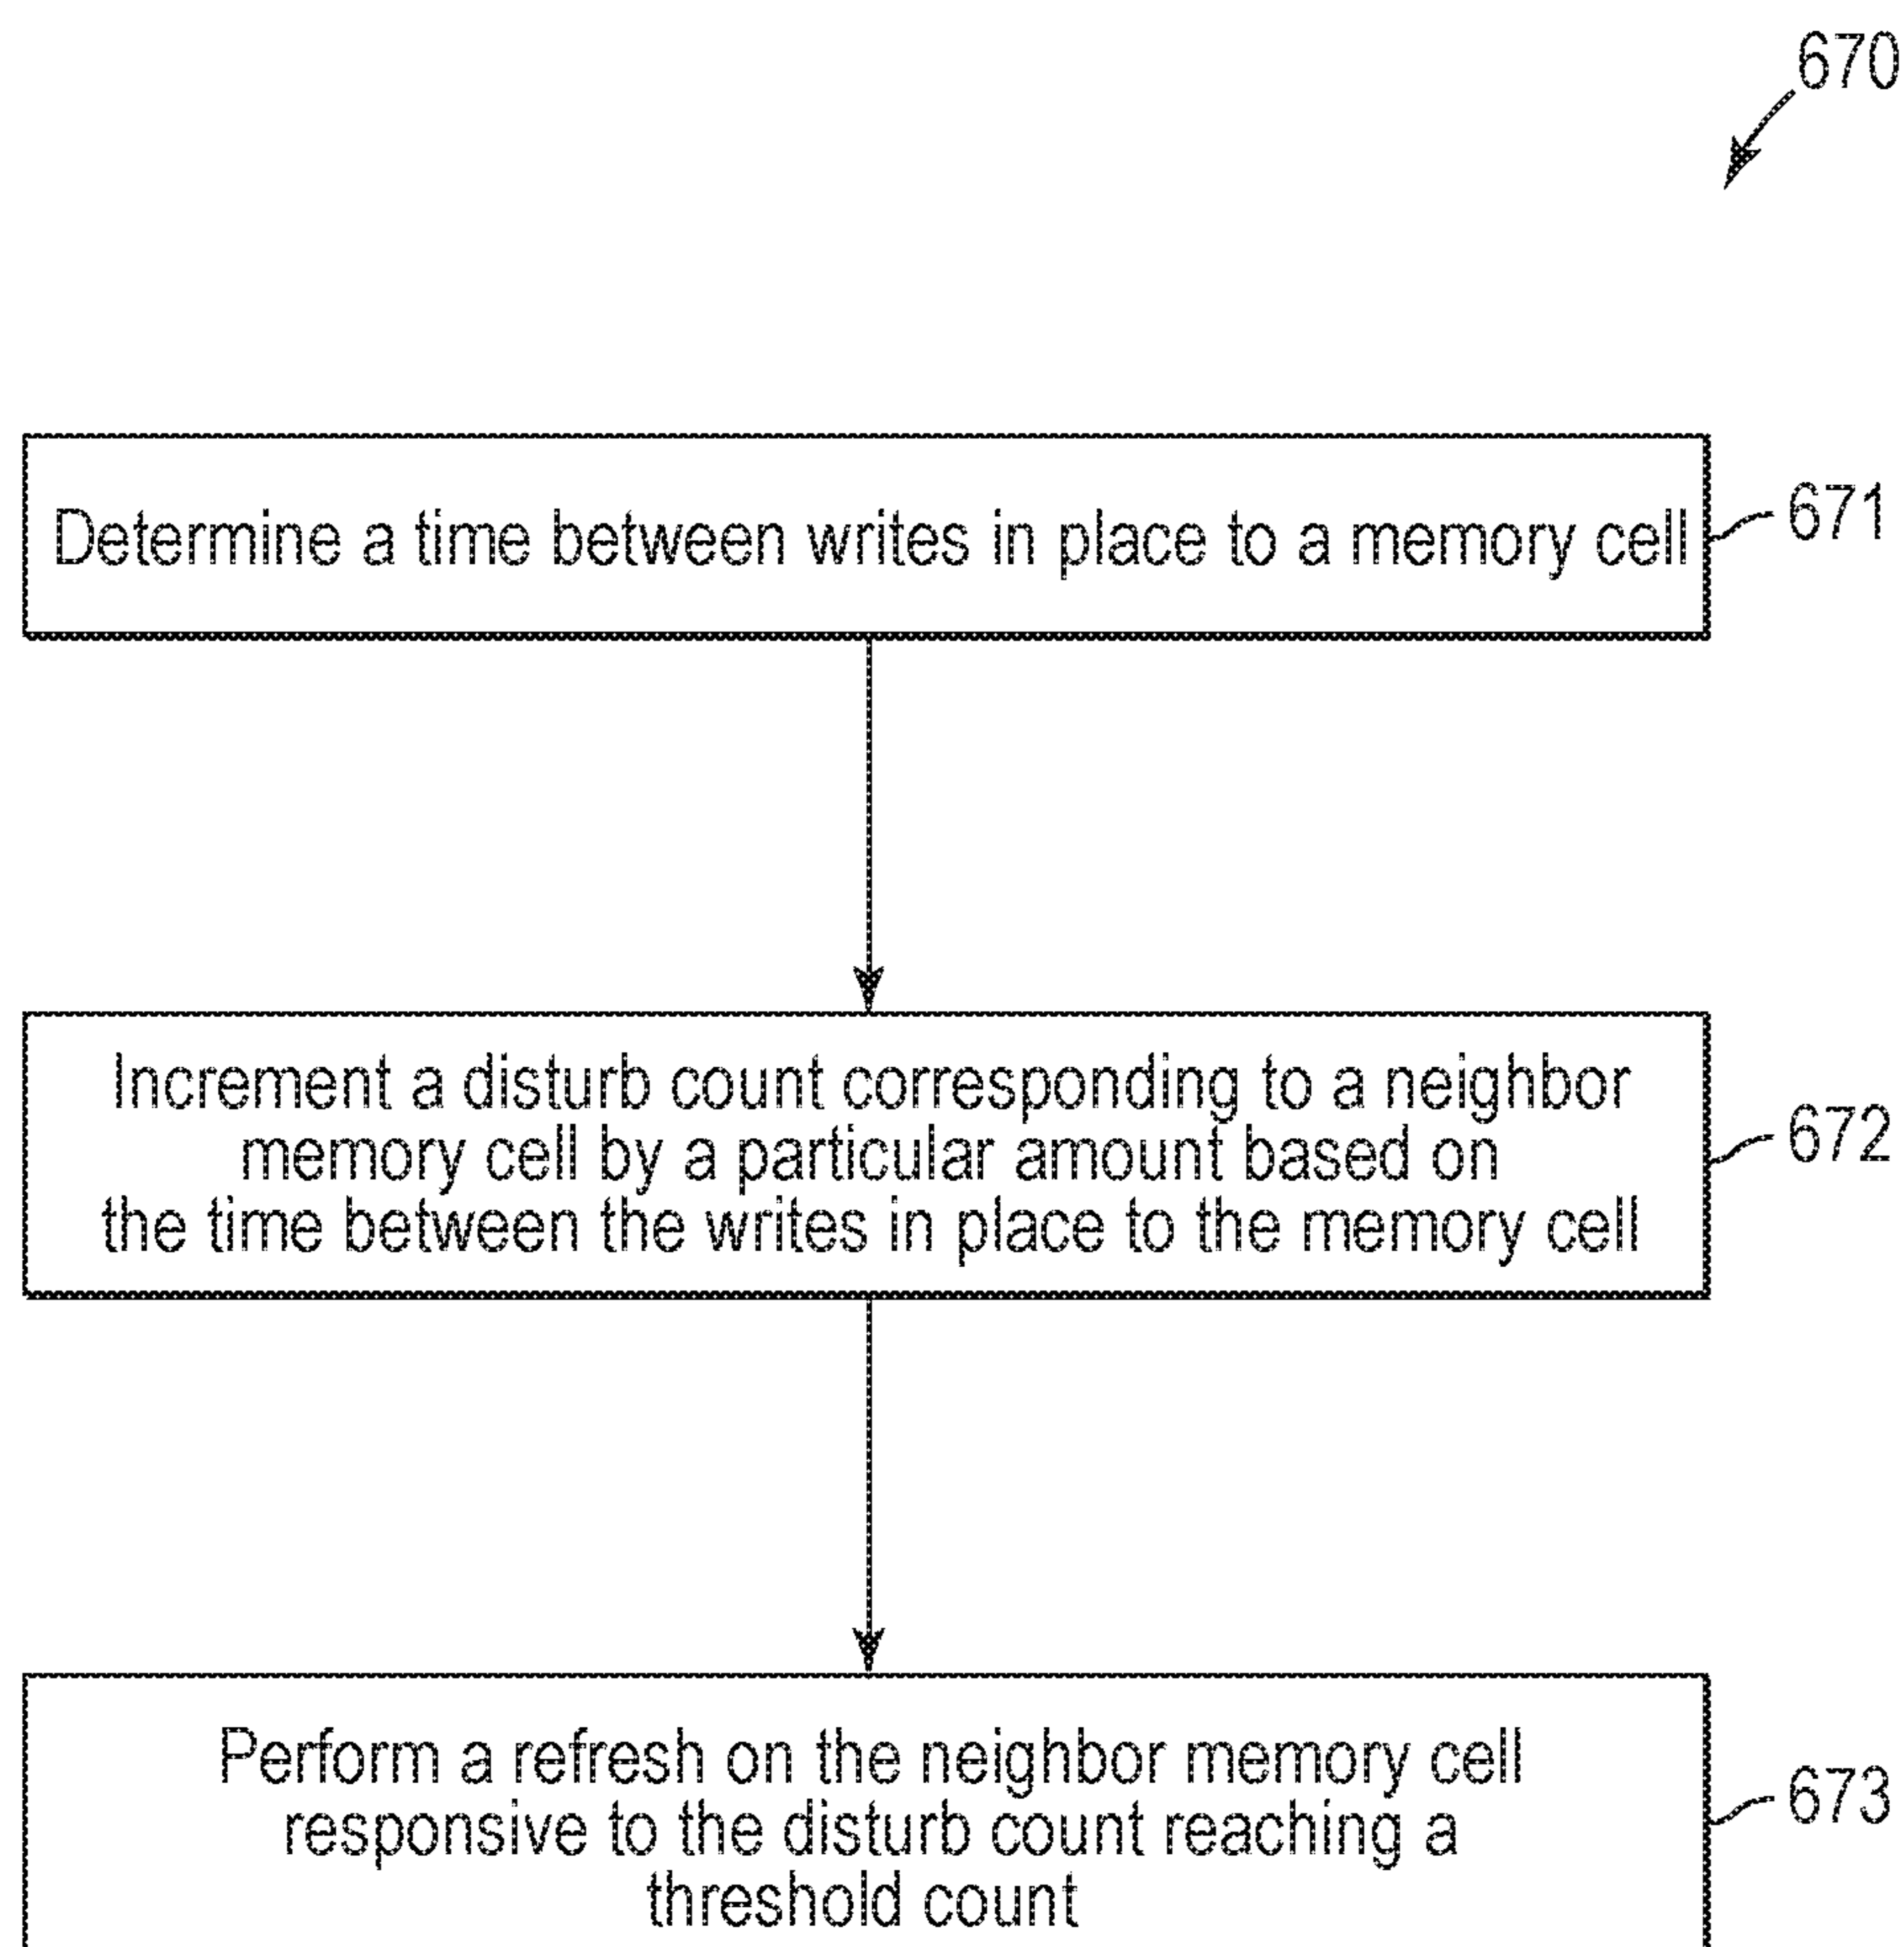 670
Determine a time between writes in place to a memory cell
671
Increment a disturb count corresponding to a neighbor
memory cell by a particular amount based on
the time between the writes in place to the memory cell
672
Perform a refresh on the neighbor memory cell
responsive to the disturb count reaching a
threshold count
673